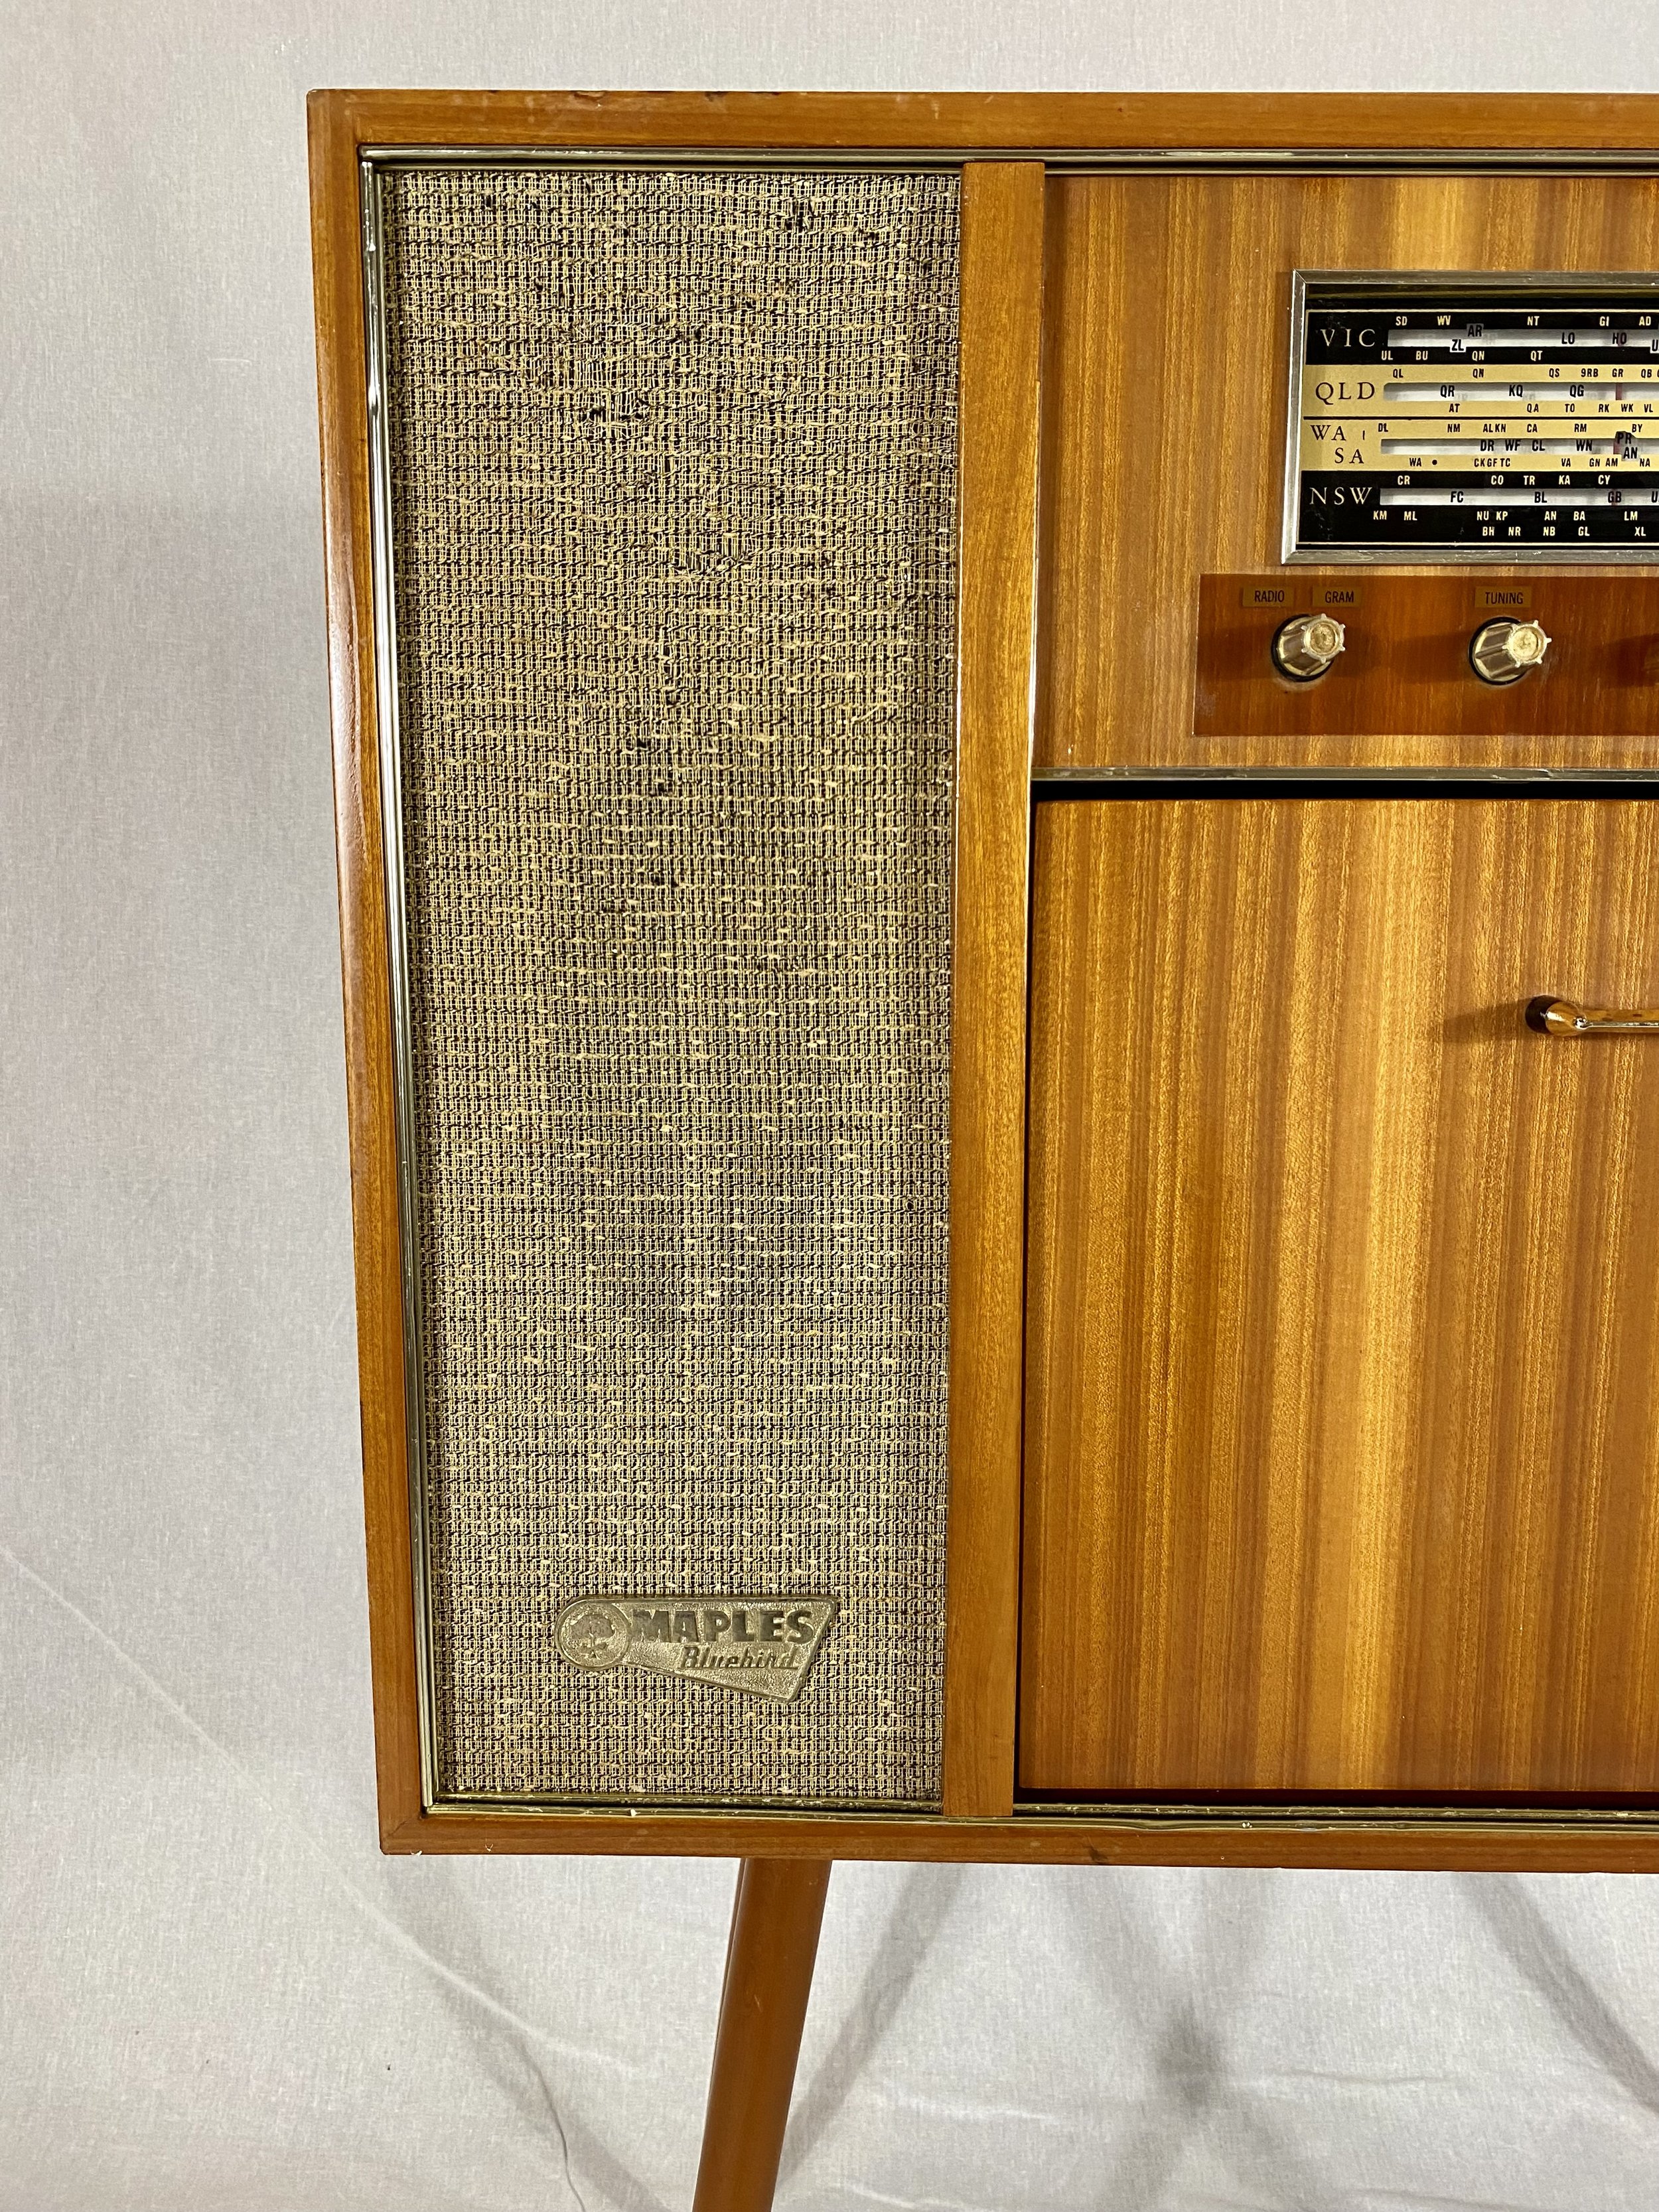 SD WV NT GI AD
VIC AR LO HO
ZL
UL BU QN QT
QL QN QS 9RB GR QB
QLD QR KQ QG
AT QA TO RK WK VL
DL NM ALKN CA RM BY
WA DR WF CL WN PR
SA AN
WA CKGFTC VA GN AM NA
CR CO TR KA CY
NSW FC BL GB
KM ML NU KP AN BA LM
BH NR NB GL XL
RADIO GRAM TUNING
MAPLES
Bluebird